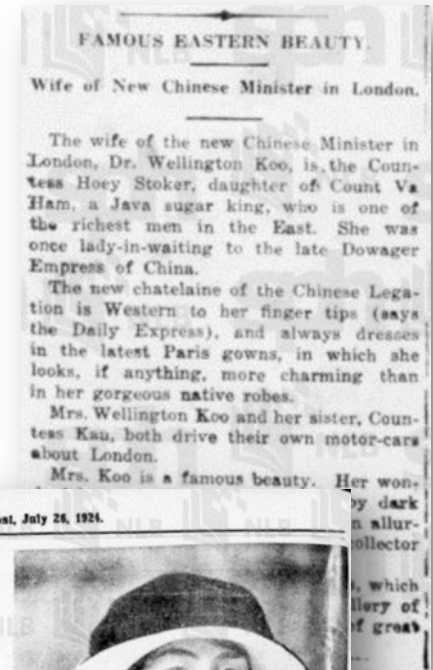 FAMOUS EASTERN BEAUTY.
Wife of New Chinese Minister in London.
The wife of the new Chinese Minister in
London, Dr. Wellington Koo, is the Coun-
tess Hoey Stoker, daughter of Count Va
Ham, a Java sugar king, who is one of
the richest men in the East. She was
once lady-in-waiting to the late Dowager
Empress of China.
The new chatelaine of the Chinese Lega-
tion is Western to her finger tips (says
the Daily Express), and always dresses
in the latest Paris gowns, in which she
looks, if anything, more charming than
in her gorgeous native robes.
Mrs. Wellington Koo and her sister, Coun-
tess Kau, both drive their own motor-cars
about London.
Mrs. Koo is a famous beauty. Her won-
by dark
n allur-
collector
, which
llery of
of great
ost, July 26, 1924.
NLB